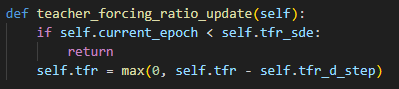 def teacher_forcing_ratio_update(self):
    if self.current_epoch < self.tfr_sde:
        return
    self.tfr = max(0, self.tfr - self.tfr_d_step)